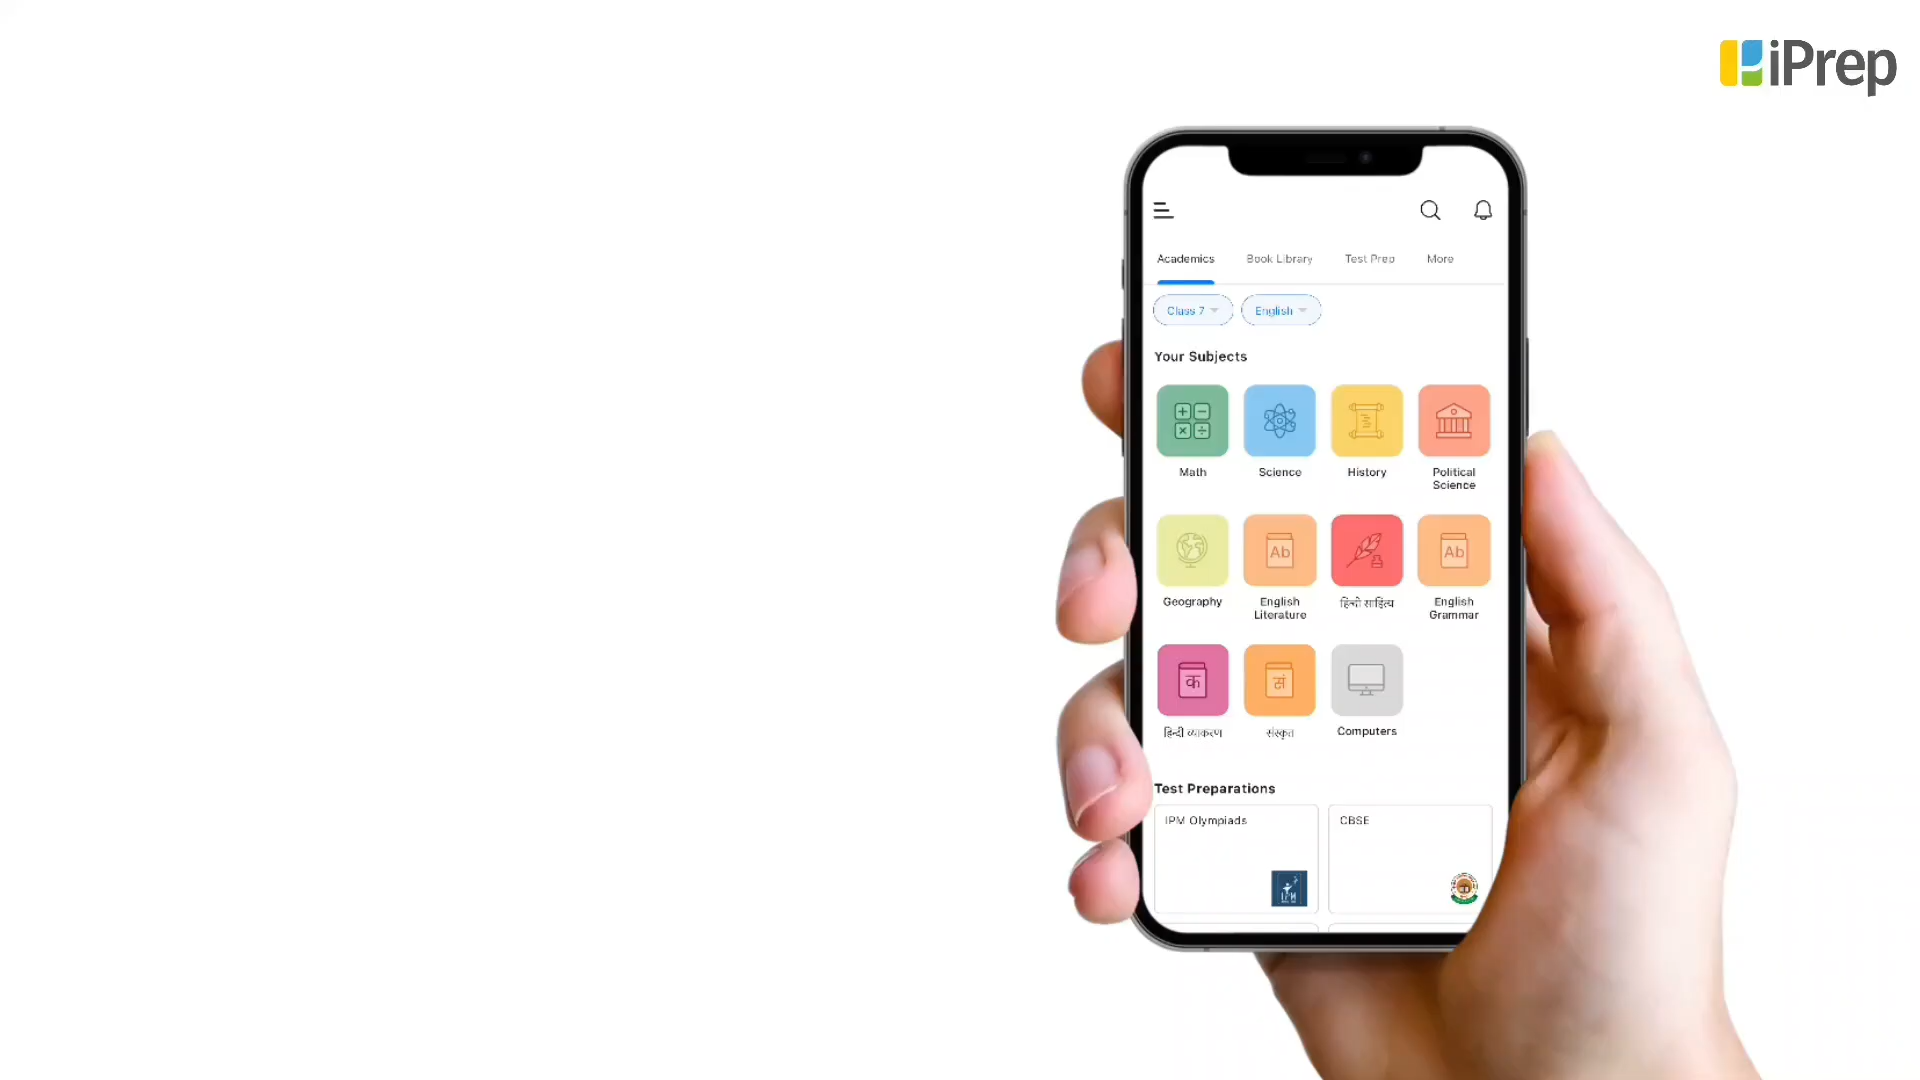 iPrep
Academics Book Library Test Prep More
Class 7 English
Your Subjects
Math Science History Political
Science
Geography English
Literature हिन्दी साहित्य English
Grammar
हिन्दी व्याकरण संस्कृत Computers
Test Preparations
IPM Olympiads CBSE